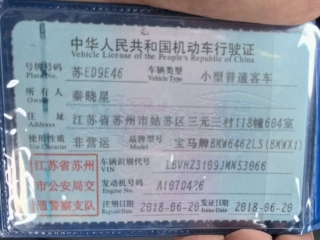 中华人民共和国机动车行驶证
Vehicle License of the People's Republic of China
号牌号码 Plate No. 苏ED9E46 车辆类型 Vehicle Type 小型普通客车
所有人 Owner 秦晓星
住址 Address 江苏省苏州市姑苏区三元三村118幢604室
使用性质 Use Character 非营运 品牌型号 Model 宝马牌BKW6462LS(BKWX1)
江苏省苏州 车辆识别代号 VIN LBVHZ3109JMN53066
市公安局交 发动机号码 Engine No. A107D426
通警察支队 注册日期 Register Date 2018-06-20 发证日期 Issue Date 2018-06-20